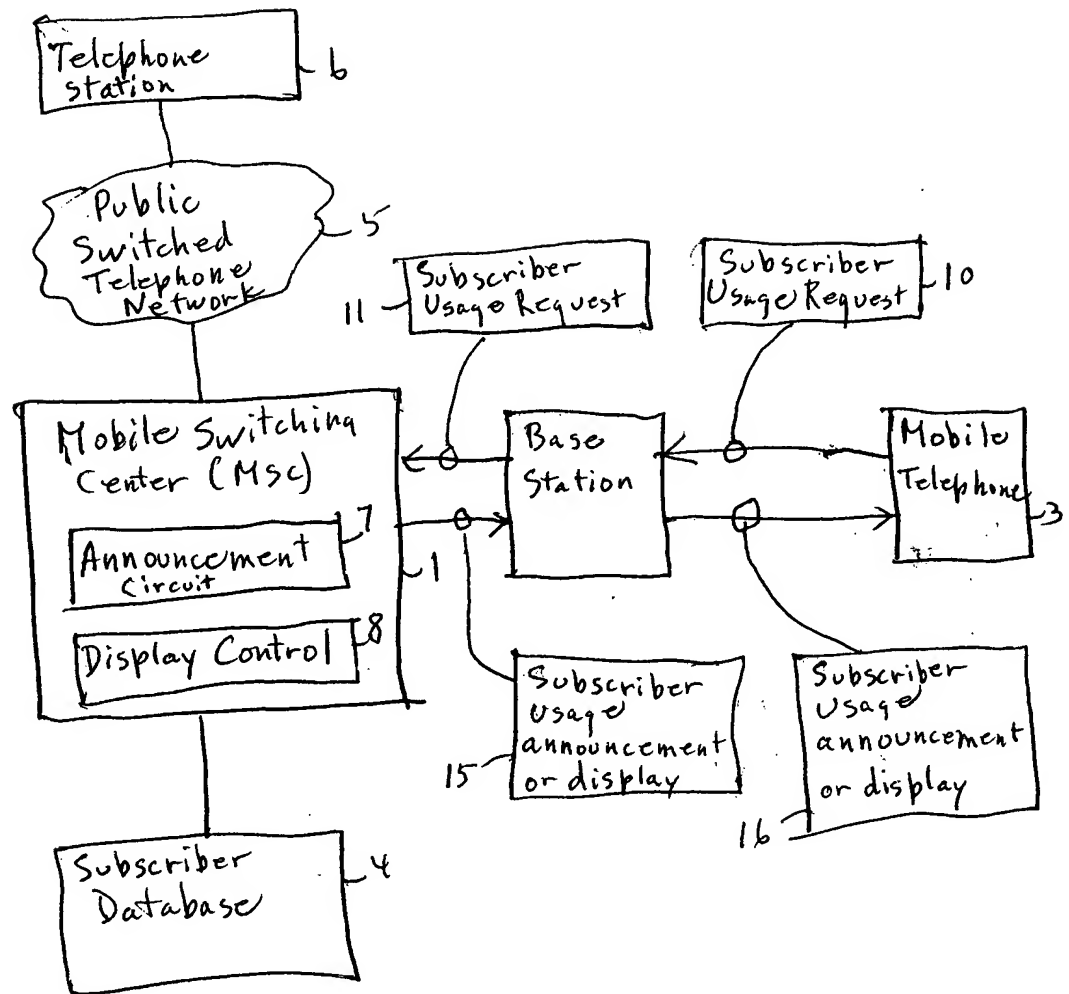 Telephone
station
6
Public
Switched
Telephone
Network
5
Subscriber
Usage Request
11
Subscriber
Usage Request
10
Mobile Switching
Center (MSC)
Announcement
Circuit
7
Display Control
8
1
Base
Station
Mobile
Telephone
3
Subscriber
Usage
announcement
or display
15
Subscriber
Usage
announcement
or display
16
Subscriber
Database
4